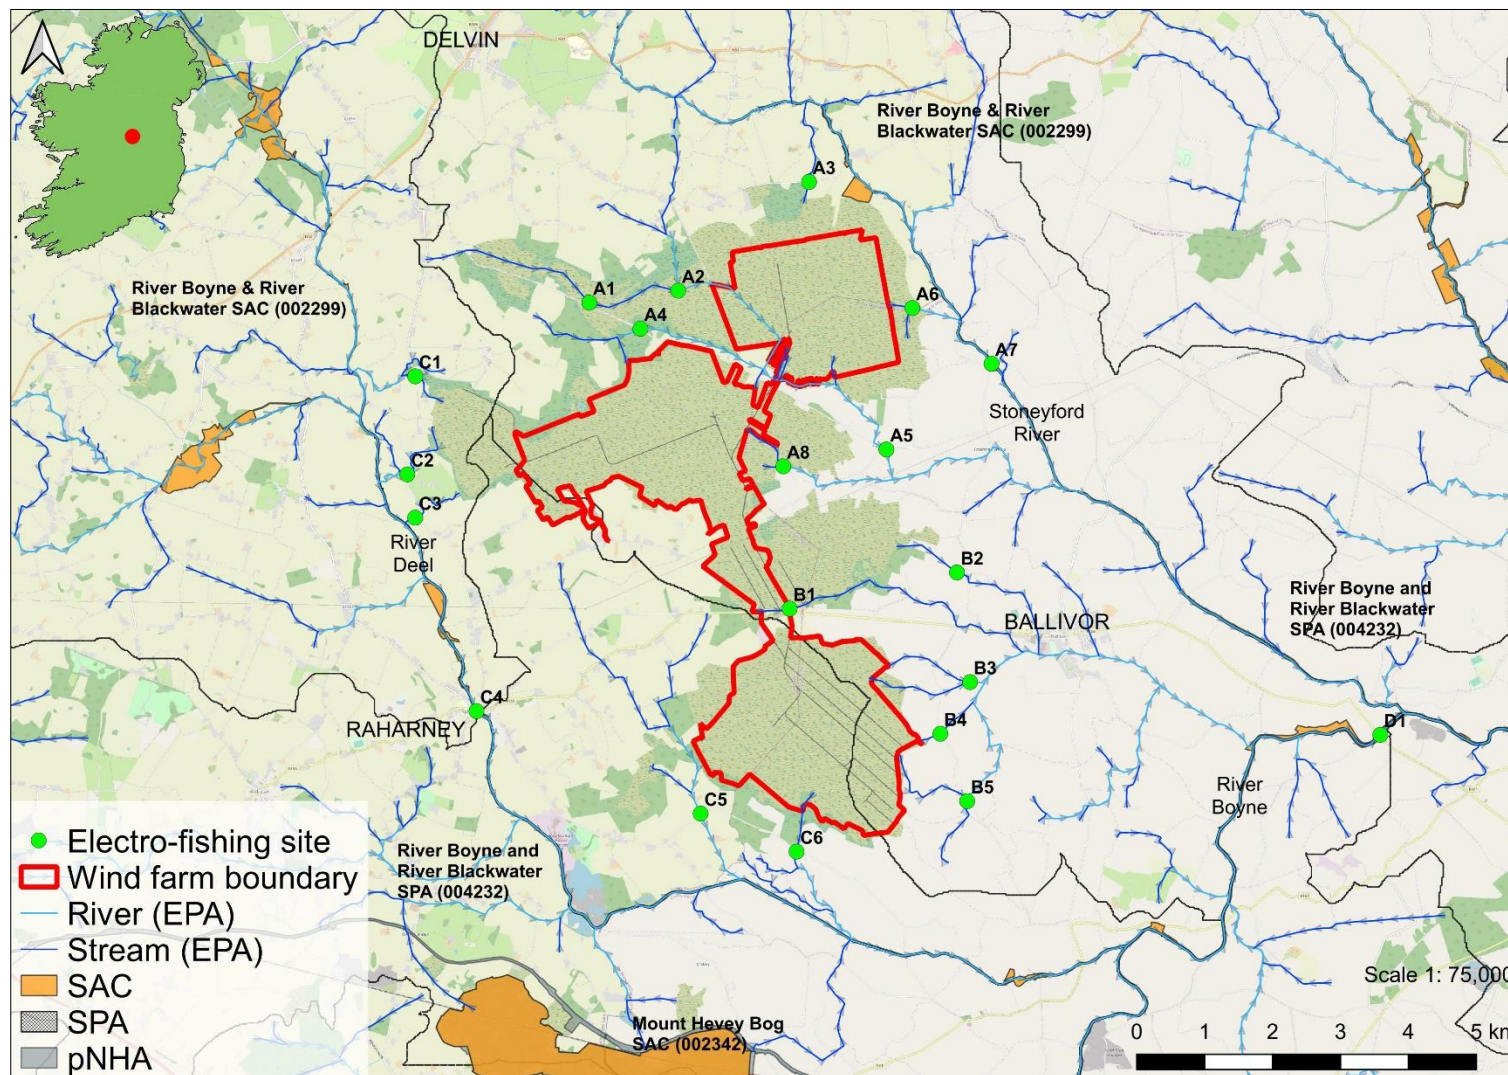 DELVIN
River Boyne & River
Blackwater SAC (002299)
A3
River Boyne & River
Blackwater SAC (002299)
A1
A2
A4
A6
C1
A7
Stoneyford
River
A5
A8
C2
C3
River
Deel
B2
B1
BALLIVOR
River Boyne and
River Blackwater
SPA (004232)
B3
B4
C4
RAHARNEY
D1
River
Boyne
B5
C5
C6
River Boyne and
River Blackwater
SPA (004232)
Electro-fishing site
Wind farm boundary
River (EPA)
Stream (EPA)
SAC
SPA
pNHA
Mount Hevey Bog
SAC (002342)
Scale 1: 75,000
0 1 2 3 4 5 km